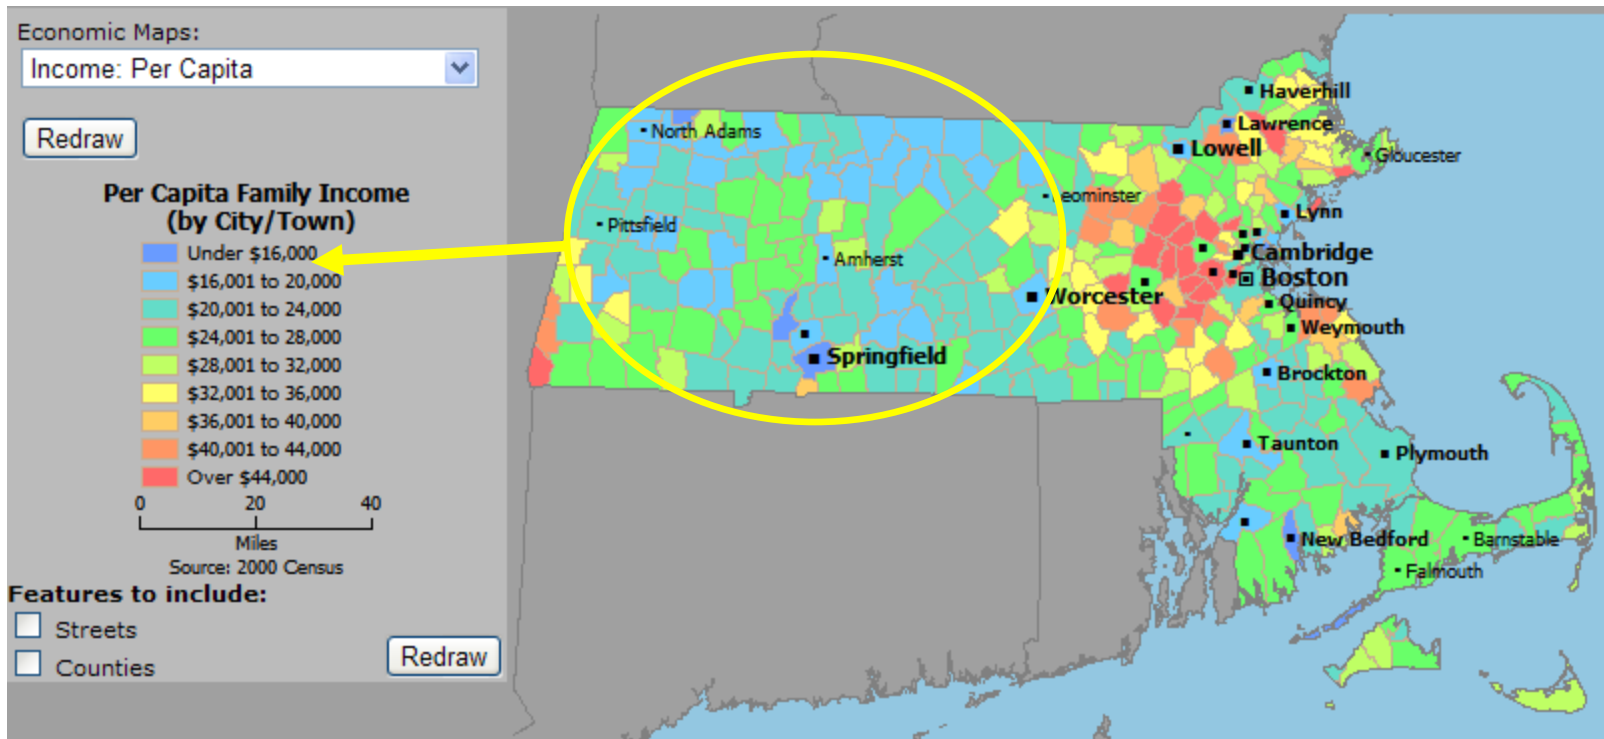 Economic Maps:
Income: Per Capita
Redraw
Per Capita Family Income
(by City/Town)
Under $16,000
$16,001 to 20,000
$20,001 to 24,000
$24,001 to 28,000
$28,001 to 32,000
$32,001 to 36,000
$36,001 to 40,000
$40,001 to 44,000
Over $44,000
0 20 40
Miles
Source: 2000 Census
Features to include:
Streets
Counties
Redraw
Haverhill
North Adams
Lawrence
Lowell
Gloucester
Leominster
Lynn
Pittsfield
Amherst
Cambridge
Boston
Worcester
Quincy
Weymouth
Springfield
Brockton
Taunton
Plymouth
New Bedford
Barnstable
Falmouth